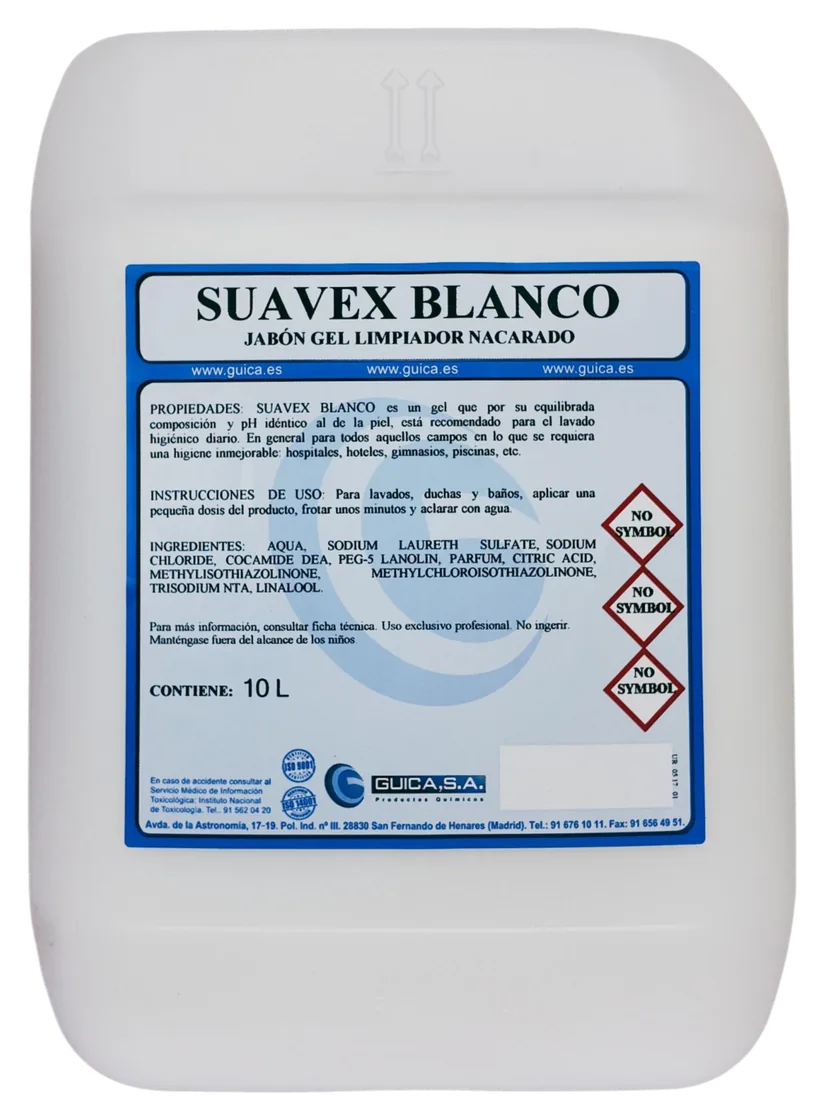 SUAVEX BLANCO
JABÓN GEL LIMPIADOR NACARADO
www.guica.es www.guica.es www.guica.es
PROPIEDADES: SUAVEX BLANCO es un gel que por su equilibrada
composición y pH idéntico al de la piel, está recomendado para el lavado
higiénico diario. En general para todos aquellos campos en lo que se requiera
una higiene inmejorable: hospitales, hoteles, gimnasios, piscinas, etc.
INSTRUCCIONES DE USO: Para lavados, duchas y baños, aplicar una
pequeña dosis del producto, frotar unos minutos y aclarar con agua.
INGREDIENTES: AQUA, SODIUM LAURETH SULFATE, SODIUM
CHLORIDE, COCAMIDE DEA, PEG-5 LANOLIN, PARFUM, CITRIC ACID,
METHYLISOTHIAZOLINONE, METHYLCHLOROISOTHIAZOLINONE,
TRISODIUM NTA, LINALOOL.
Para más información, consultar ficha técnica. Uso exclusivo profesional. No ingerir.
Manténgase fuera del alcance de los niños
CONTIENE: 10 L
NO
SYMBOL
NO
SYMBOL
NO
SYMBOL
En caso de accidente consultar al
Servicio Médico de Información
Toxicológica: Instituto Nacional
de Toxicología. Tel.. 91 562 04 20
ISO 9001
ISO 14001
GUICA,S.A.
Productos Químicos
Avda. de la Astronomía, 17-19. Pol. Ind. nº III. 28830 San Fernando de Henares (Madrid). Tel.: 91 676 10 11. Fax: 91 656 49 51.